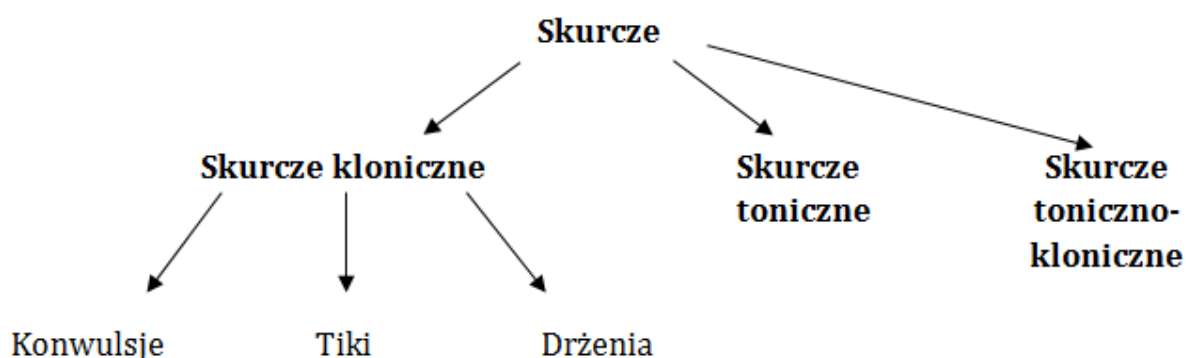 Skurcze
Skurcze kloniczne
Skurcze
toniczne
Skurcze
toniczno-
kloniczne
Konwulsje
Tiki
Drżenia